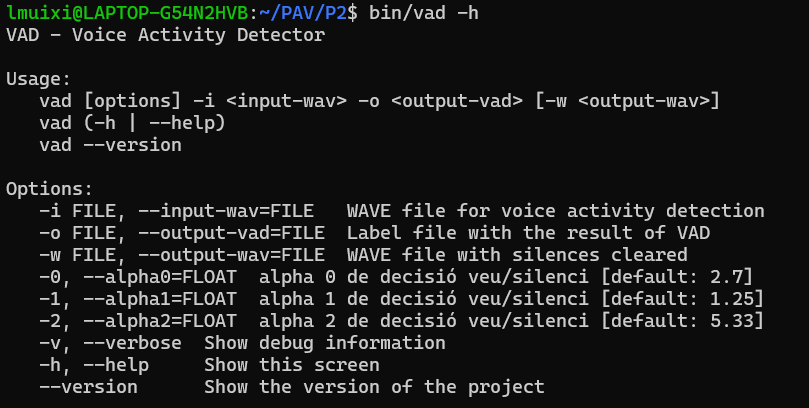 lmuixi@LAPTOP-G54N2HVB:~/PAV/P2$ bin/vad -h
VAD - Voice Activity Detector

Usage:
   vad [options] -i <input-wav> -o <output-vad> [-w <output-wav>]
   vad (-h | --help)
   vad --version

Options:
   -i FILE, --input-wav=FILE   WAVE file for voice activity detection
   -o FILE, --output-vad=FILE  Label file with the result of VAD
   -w FILE, --output-wav=FILE  WAVE file with silences cleared
   -0, --alpha0=FLOAT  alpha 0 de decisió veu/silenci [default: 2.7]
   -1, --alpha1=FLOAT  alpha 1 de decisió veu/silenci [default: 1.25]
   -2, --alpha2=FLOAT  alpha 2 de decisió veu/silenci [default: 5.33]
   -v, --verbose  Show debug information
   -h, --help     Show this screen
   --version      Show the version of the project